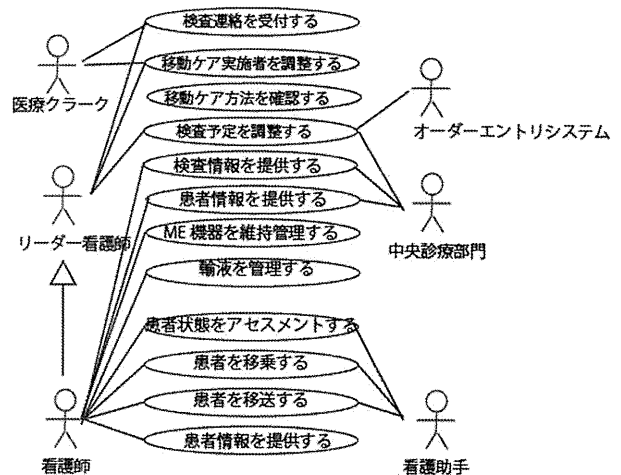 検査連絡を受付する
移動ケア実施者を調整する
医療クラーク
移動ケア方法を確認する
検査予定を調整する
オーダーエントリシステム
検査情報を提供する
患者情報を提供する
リーダー看護師
ME機器を維持管理する
中央診療部門
輸液を管理する
患者状態をアセスメントする
患者を移乗する
患者を移送する
患者情報を提供する
看護師
看護助手